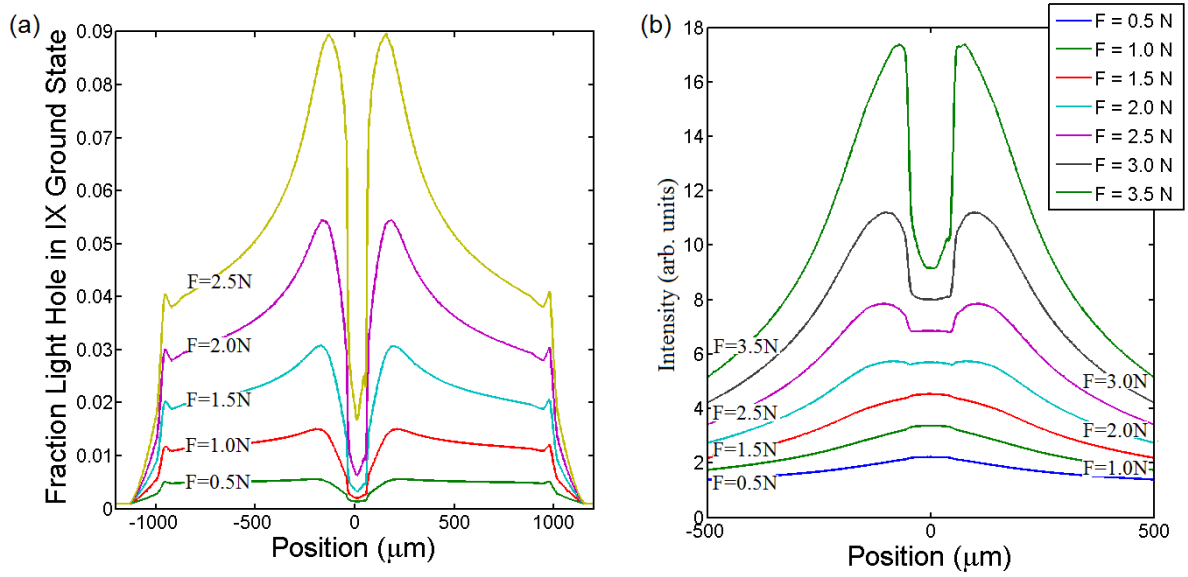 (a)
Fraction Light Hole in IX Ground State
0.09
0.08
0.07
0.06
0.05
0.04
0.03
0.02
0.01
0
F=2.5N
F=2.0N
F=1.5N
F=1.0N
F=0.5N
-1000
-500
0
500
1000
Position (μm)
(b)
Intensity (arb. units)
18
16
14
12
10
8
6
4
2
0
F = 0.5 N
F = 1.0 N
F = 1.5 N
F = 2.0 N
F = 2.5 N
F = 3.0 N
F = 3.5 N
F=3.5N
F=3.0N
F=2.5N
F=2.0N
F=1.5N
F=1.0N
F=0.5N
-500
0
500
Position (μm)